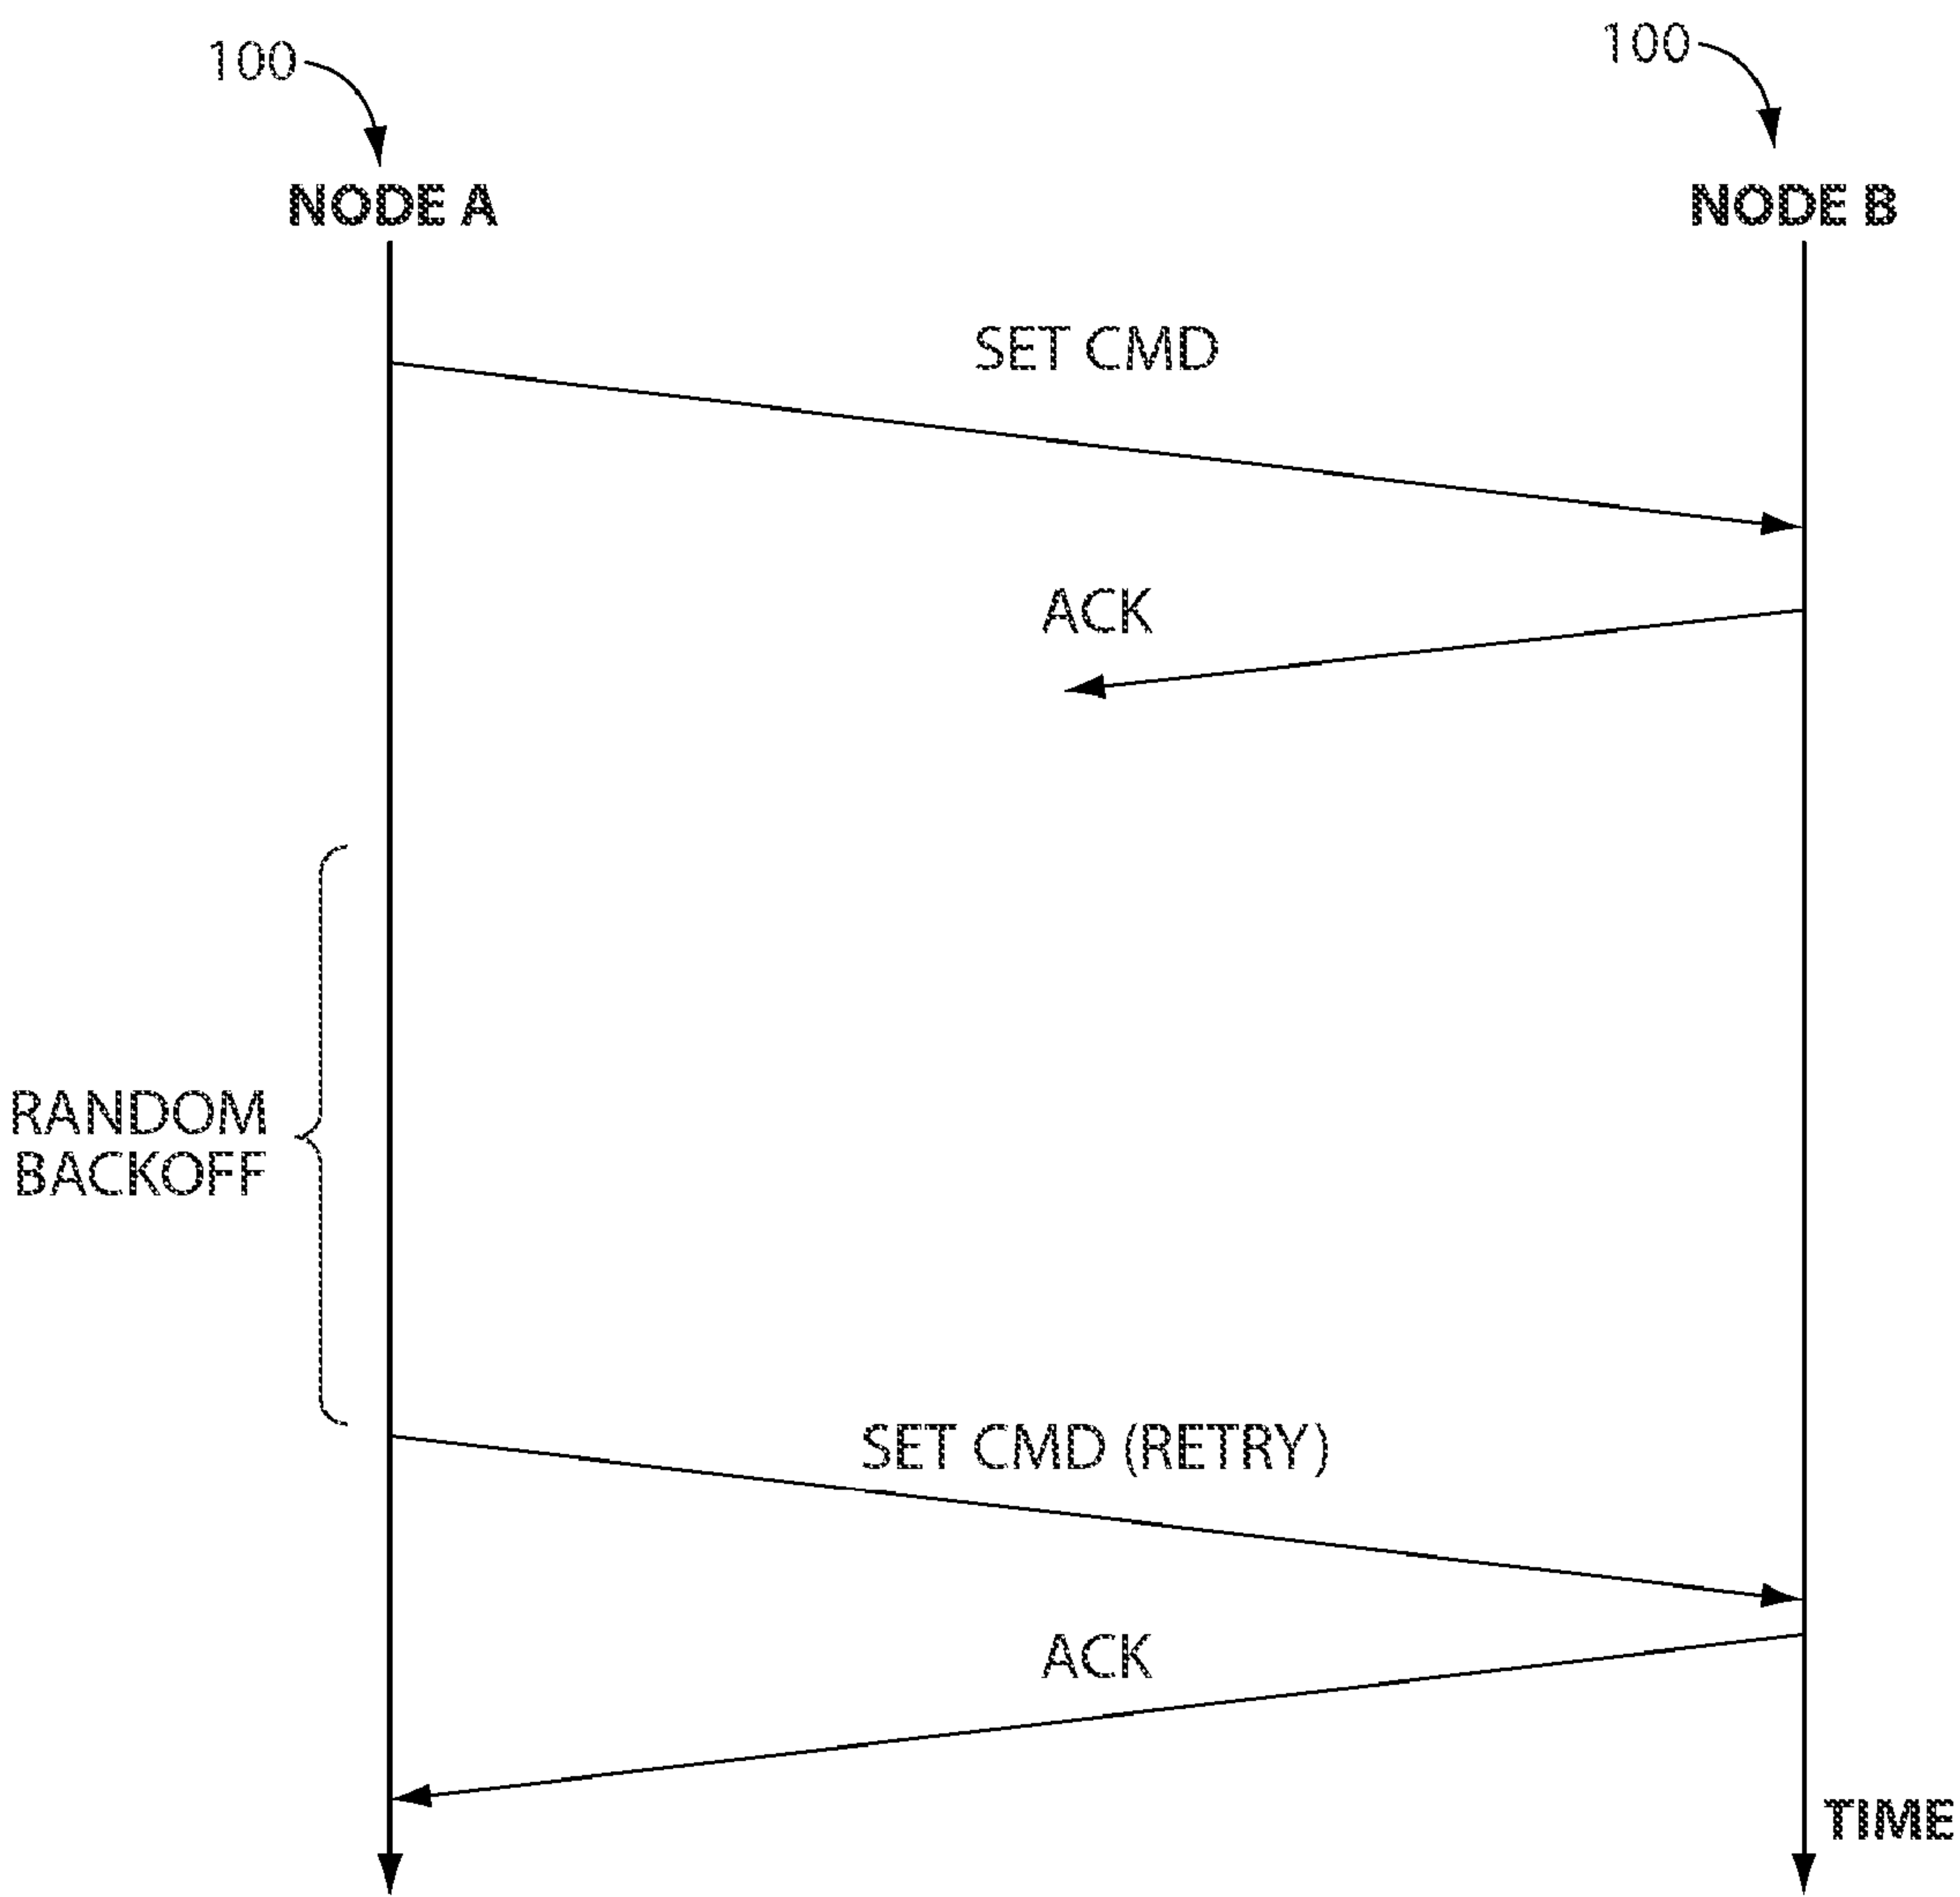 100
100
NODE A
NODE B
SET CMD
ACK
RANDOM
BACKOFF
SET CMD (RETRY)
ACK
TIME